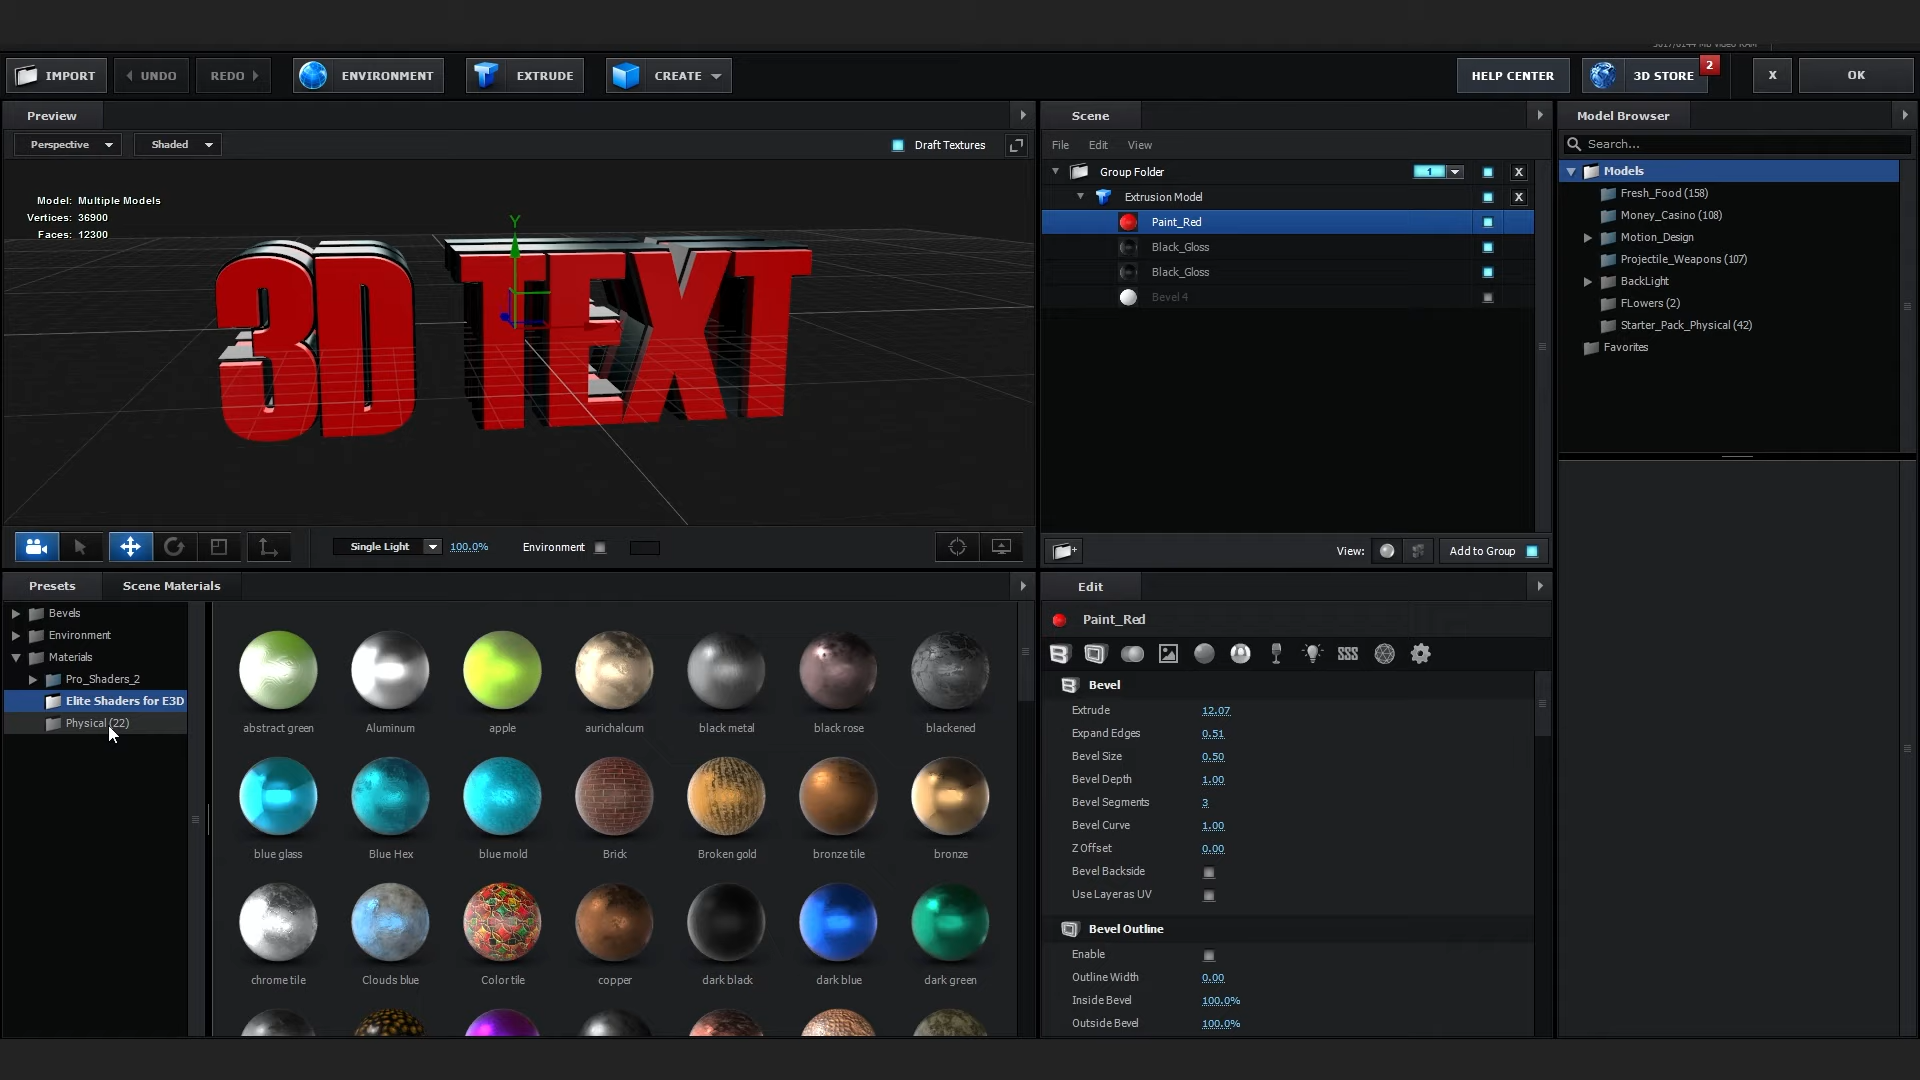 IMPORT
UNDO
REDO
ENVIRONMENT
EXTRUDE
CREATE
HELP CENTER
3D STORE
2
X
OK
Preview
Perspective
Shaded
Draft Textures
Model: Multiple Models
Vertices: 36900
Faces: 12300
Y
3D TEXT
Single Light
100.0%
Environment
Scene
File
Edit
View
Group Folder
1
X
Extrusion Model
X
Paint_Red
Black_Gloss
Black_Gloss
Bevel 4
View:
Add to Group
Model Browser
Search...
Models
Fresh_Food (158)
Money_Casino (108)
Motion_Design
Projectile_Weapons (107)
BackLight
FLowers (2)
Starter_Pack_Physical (42)
Favorites
Presets
Scene Materials
Bevels
Environment
Materials
Pro_Shaders_2
Elite Shaders for E3D
Physical (22)
abstract green
Aluminum
apple
aurichalcum
black metal
black rose
blackened
blue glass
Blue Hex
blue mold
Brick
Broken gold
bronze tile
bronze
chrome tile
Clouds blue
Color tile
copper
dark black
dark blue
dark green
Edit
Paint_Red
SSS
Bevel
Extrude 12.07
Expand Edges 0.51
Bevel Size 0.50
Bevel Depth 1.00
Bevel Segments 3
Bevel Curve 1.00
Z Offset 0.00
Bevel Backside
Use Layer as UV
Bevel Outline
Enable
Outline Width 0.00
Inside Bevel 100.0%
Outside Bevel 100.0%